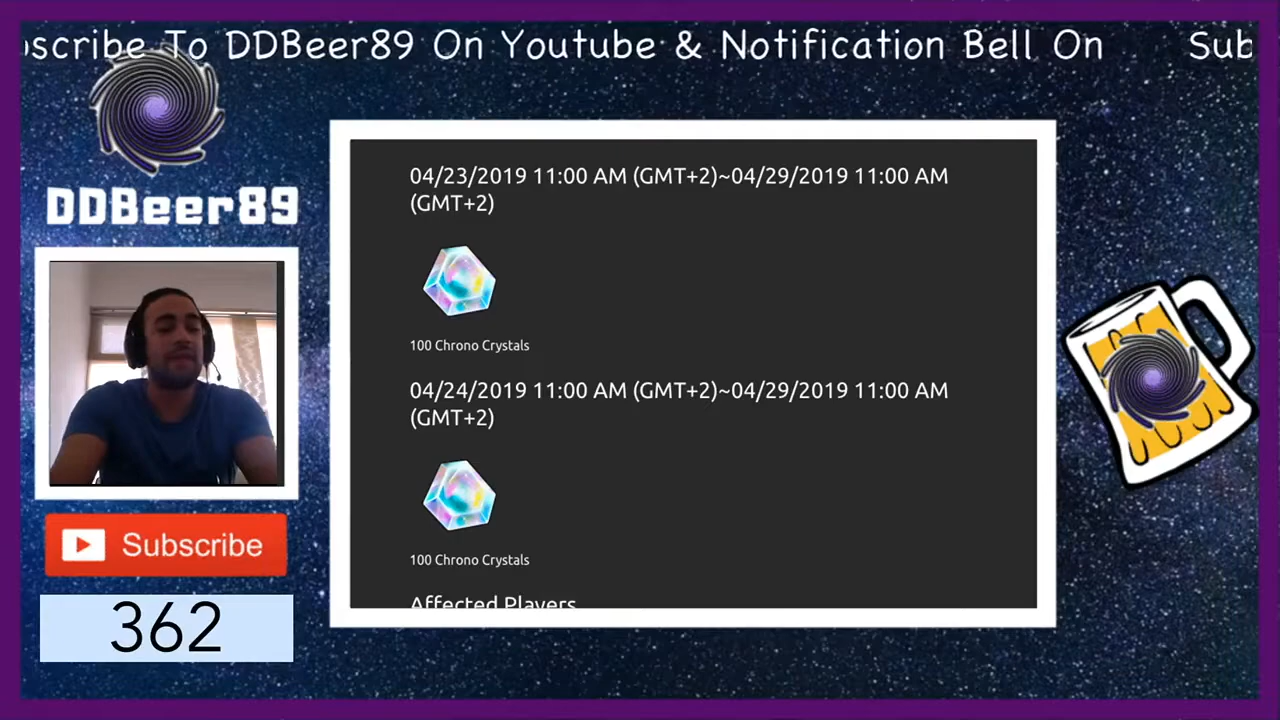 scribe To DDBeer89 On Youtube & Notification Bell On Sub
DDBeer89
04/23/2019 11:00 AM (GMT+2)~04/29/2019 11:00 AM
(GMT+2)
100 Chrono Crystals
04/24/2019 11:00 AM (GMT+2)~04/29/2019 11:00 AM
(GMT+2)
100 Chrono Crystals
Affected Players
Subscribe
362